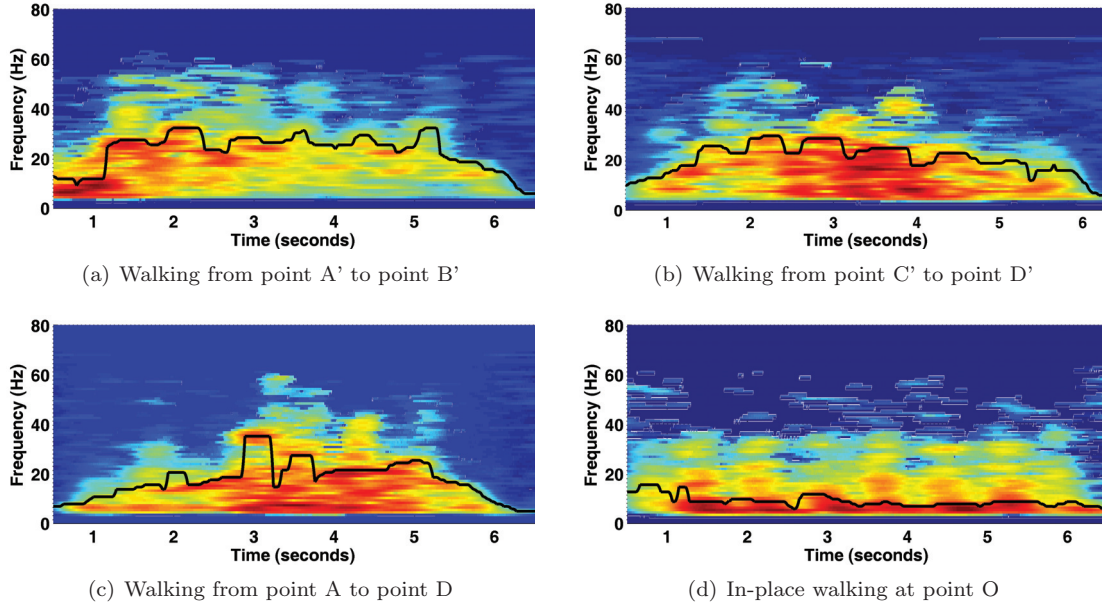 80
60
40
20
0
Frequency (Hz)
1 2 3 4 5 6
Time (seconds)
(a) Walking from point A’ to point B’
80
60
40
20
0
Frequency (Hz)
1 2 3 4 5 6
Time (seconds)
(b) Walking from point C’ to point D’
80
60
40
20
0
Frequency (Hz)
1 2 3 4 5 6
Time (seconds)
(c) Walking from point A to point D
80
60
40
20
0
Frequency (Hz)
1 2 3 4 5 6
Time (seconds)
(d) In-place walking at point O